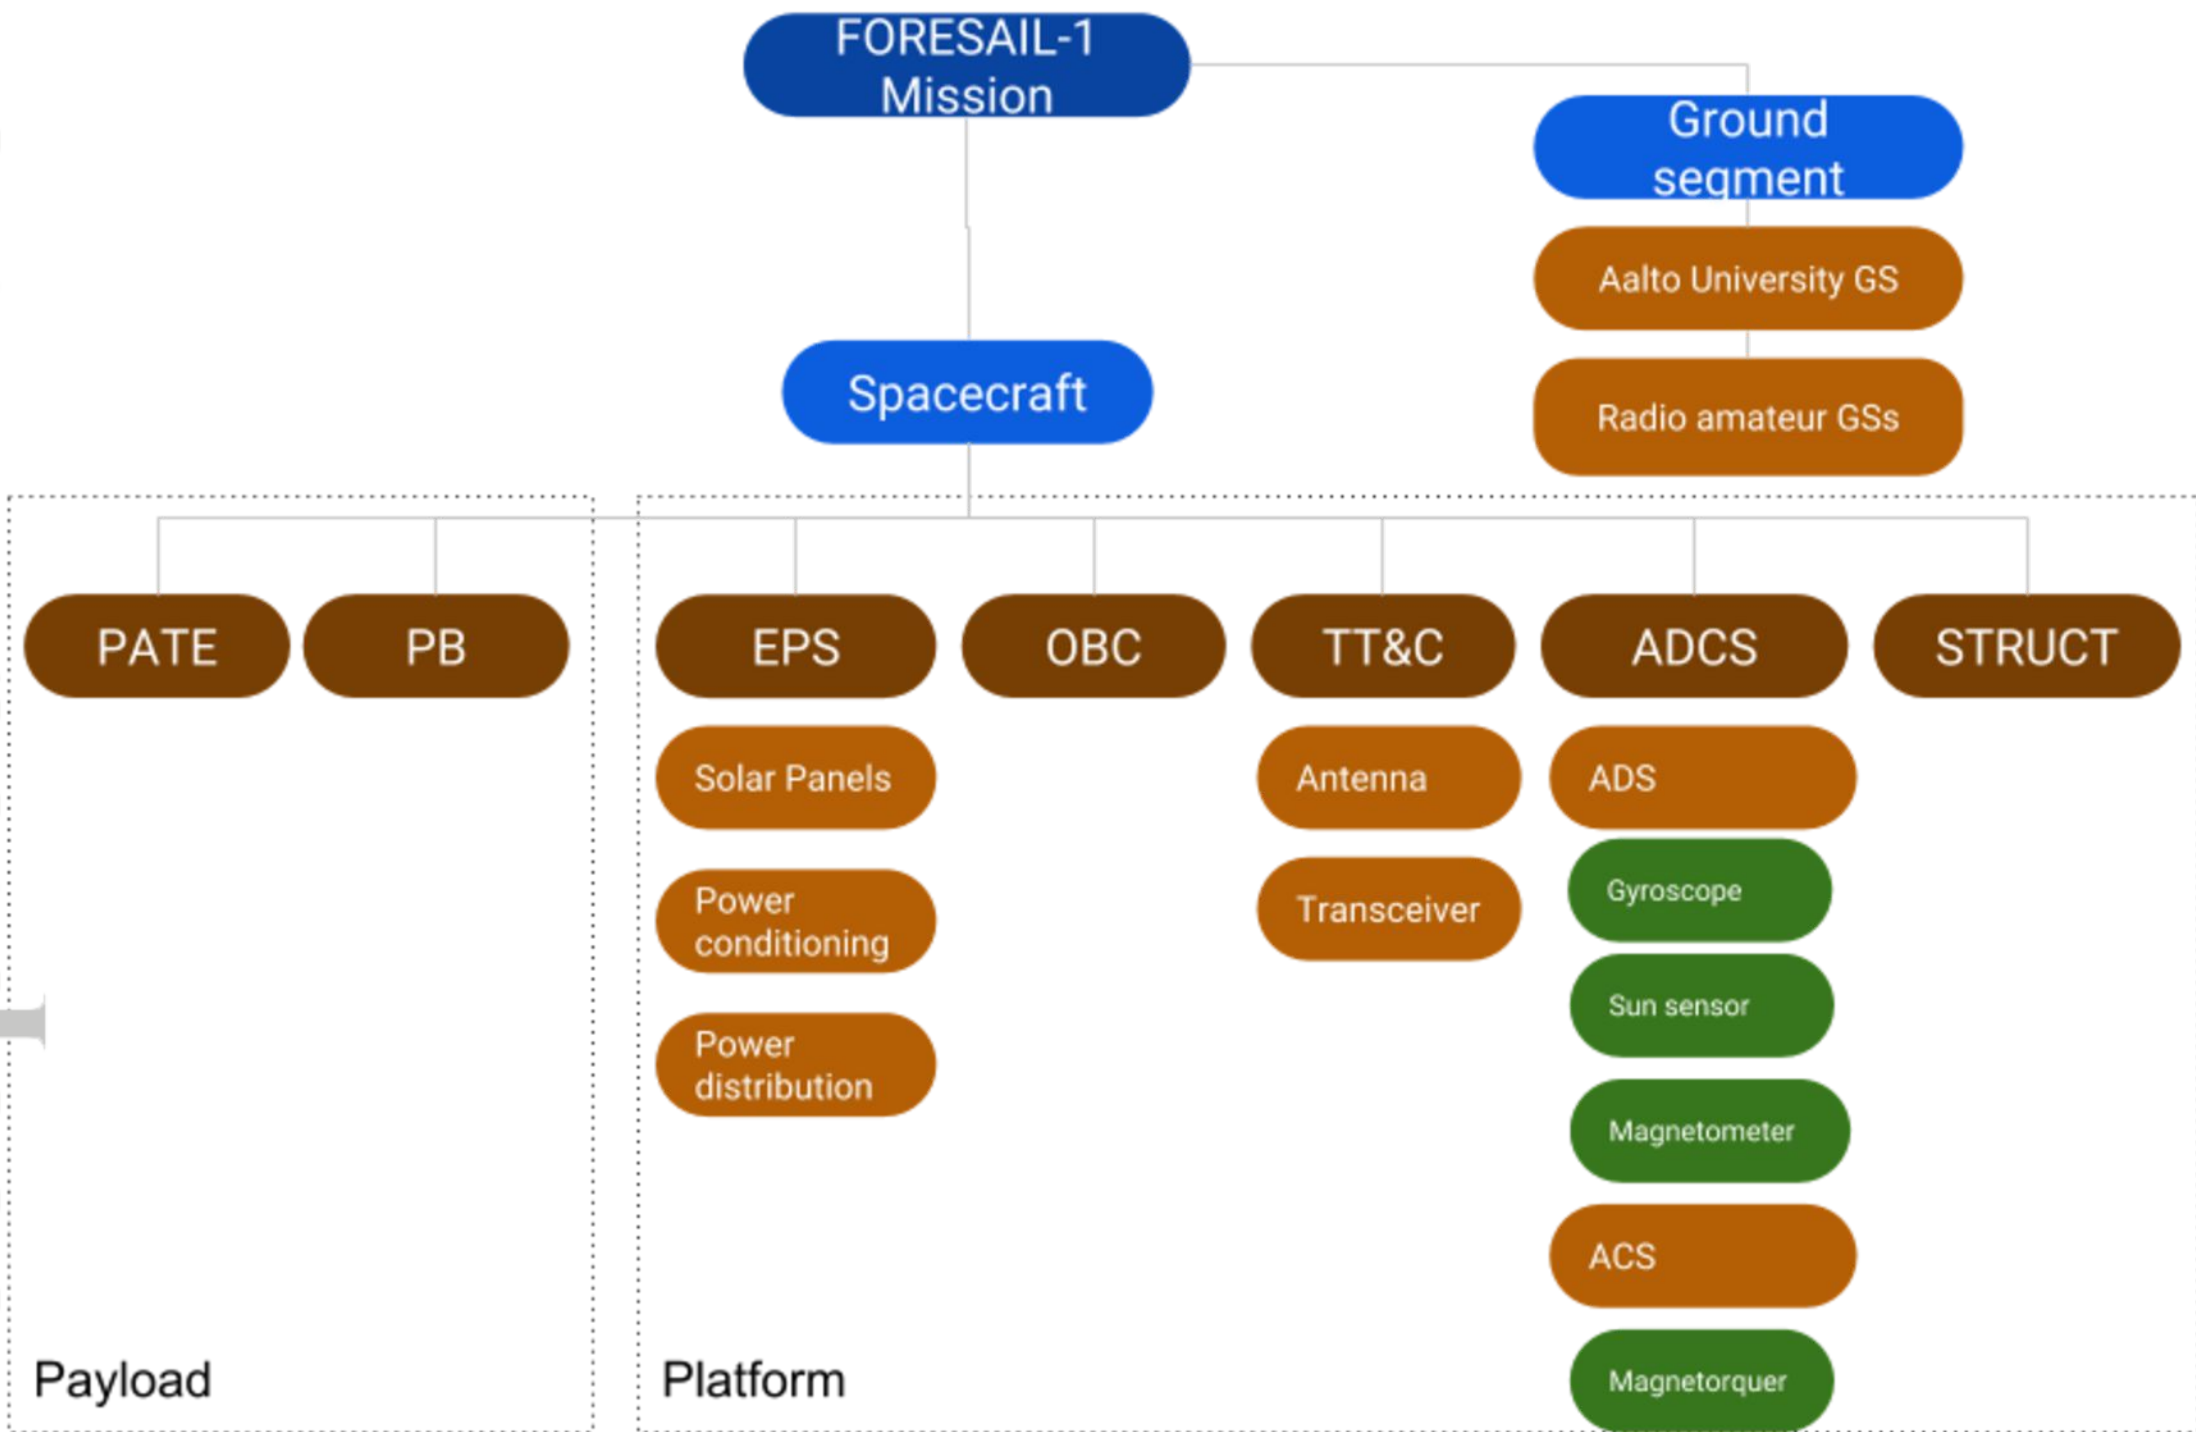 FORESAIL-1
Mission
Ground
segment
Aalto University GS
Radio amateur GSs
Spacecraft
PATE
PB
EPS
OBC
TT&C
ADCS
STRUCT
Solar Panels
Power
conditioning
Power
distribution
Antenna
Transceiver
ADS
Gyroscope
Sun sensor
Magnetometer
ACS
Magnetorquer
Payload
Platform